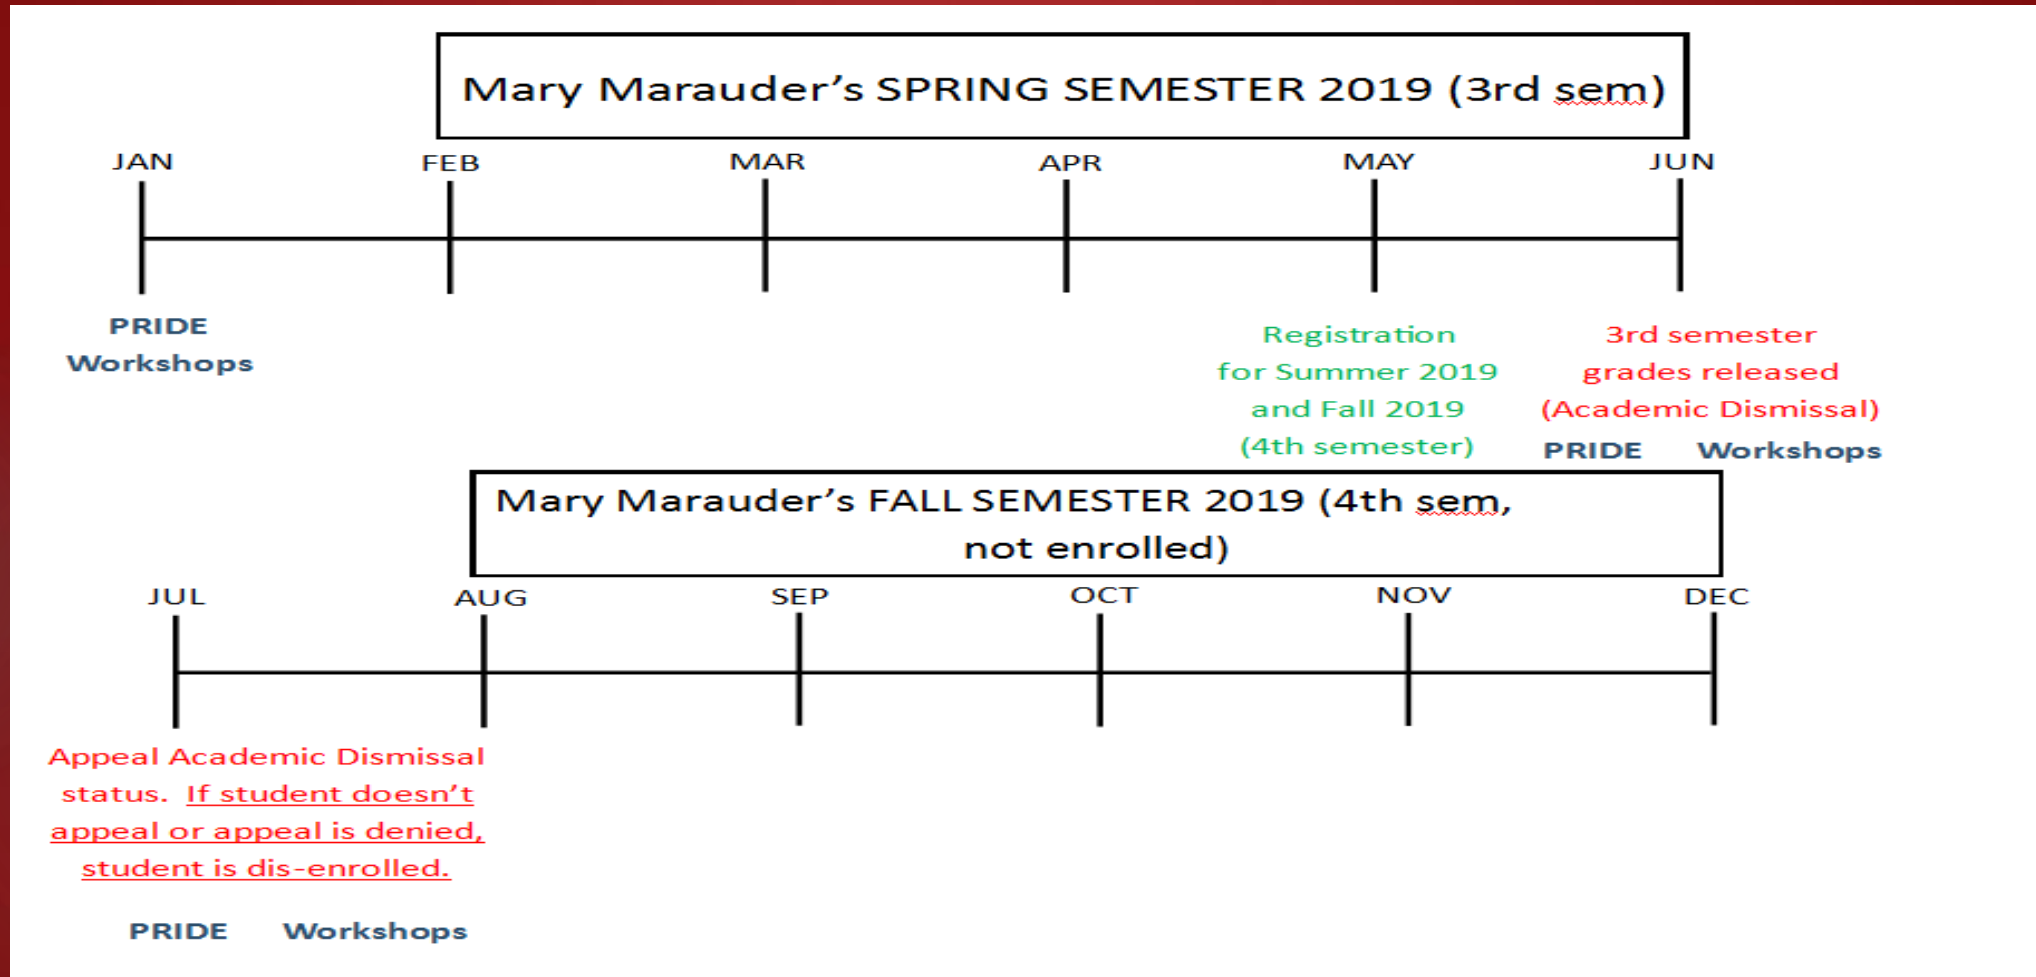 Mary Marauder’s SPRING SEMESTER 2019 (3rd sem)
JAN FEB MAR APR MAY JUN
PRIDE
Workshops
Registration
for Summer 2019
and Fall 2019
(4th semester)
3rd semester
grades released
(Academic Dismissal)
PRIDE Workshops
Mary Marauder’s FALL SEMESTER 2019 (4th sem,
not enrolled)
JUL AUG SEP OCT NOV DEC
Appeal Academic Dismissal
status. If student doesn’t
appeal or appeal is denied,
student is dis-enrolled.
PRIDE Workshops